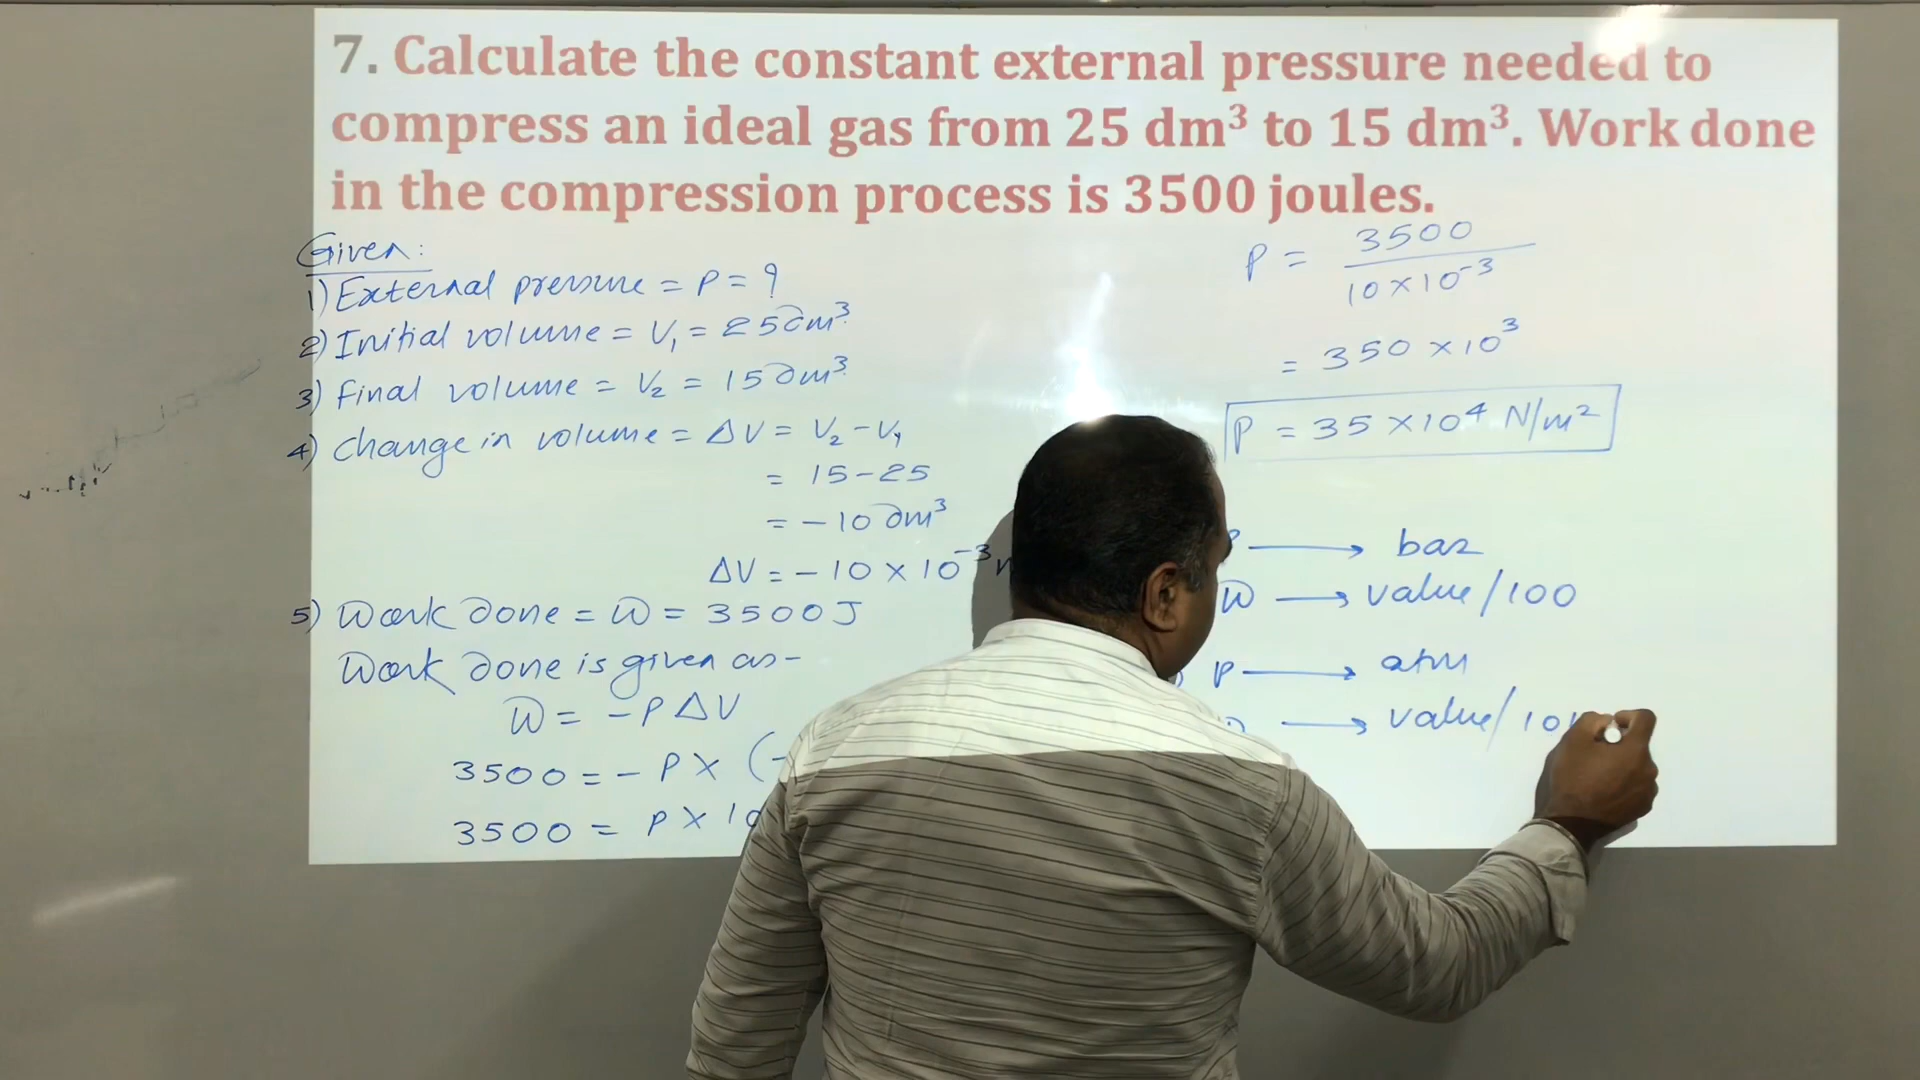 7. Calculate the constant external pressure needed to
compress an ideal gas from 25 dm³ to 15 dm³. Work done
in the compression process is 3500 joules.
Given:
1) External pressure = P = ?
2) Initial volume = V₁ = 25 dm³
3) Final volume = V₂ = 15 dm³
4) Change in volume = ΔV = V₂ - V₁
= 15 - 25
= - 10 dm³
ΔV = - 10 × 10⁻³
5) Work done = W = 3500 J
Work done is given as -
W = - P ΔV
3500 = - P × (-
3500 = P × 10
P = 3500 / 10 × 10⁻³
= 350 × 10³
P = 35 × 10⁴ N/m²
P → bar
W → value/100
P → atm
→ value/101